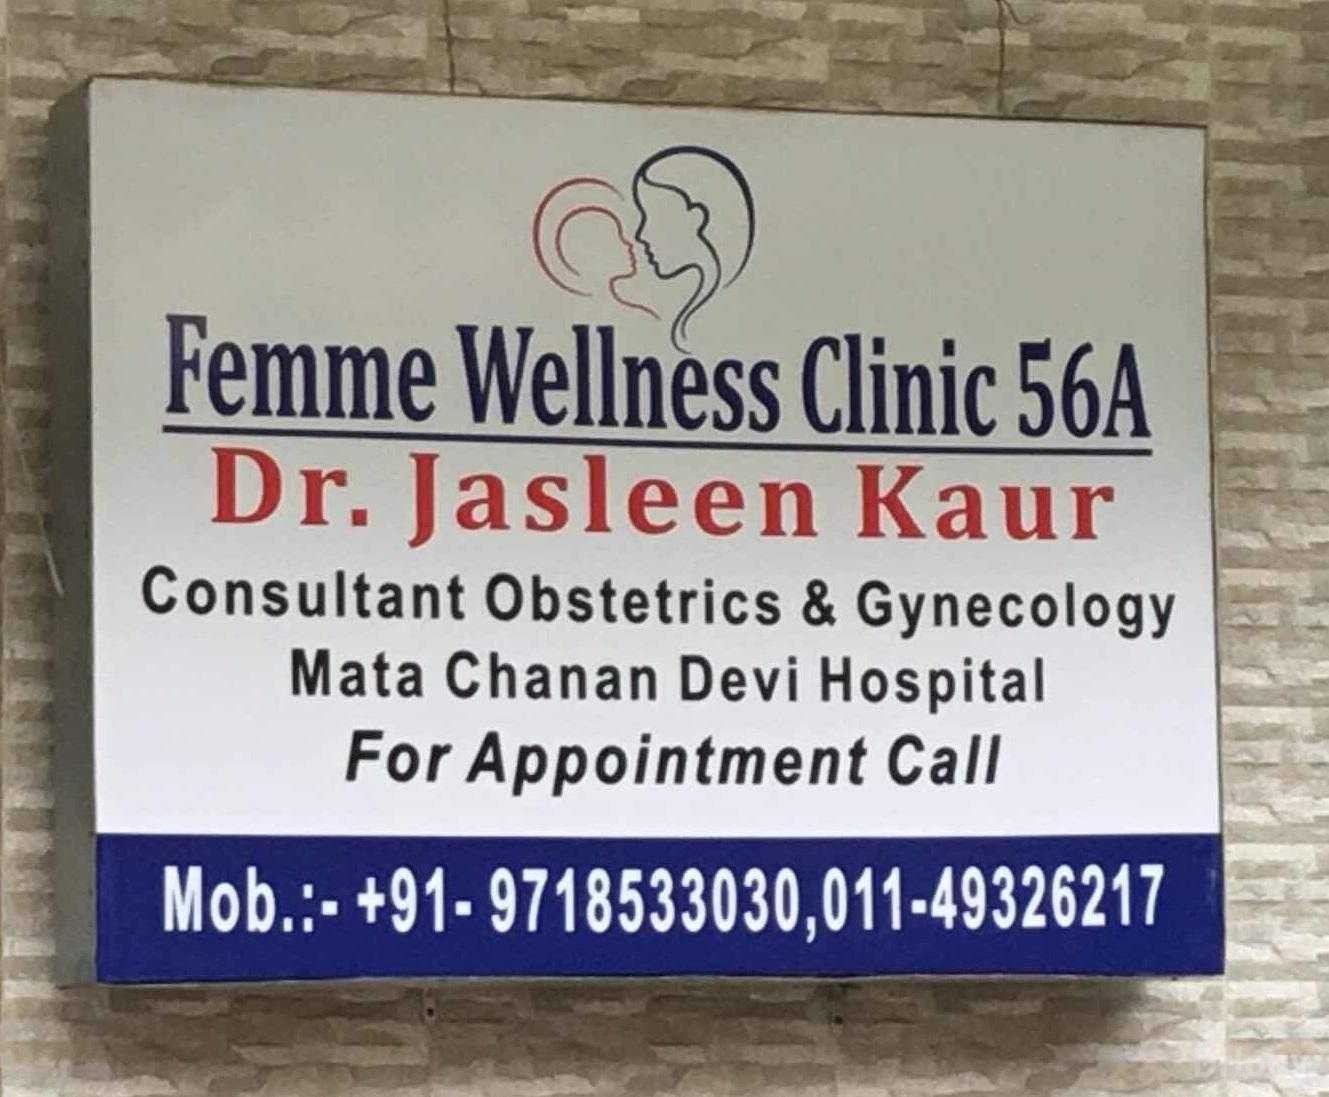 Femme Wellness Clinic 56A
Dr. Jasleen Kaur
Consultant Obstetrics & Gynecology
Mata Chanan Devi Hospital
For Appointment Call
Mob.:- +91- 9718533030,011-49326217